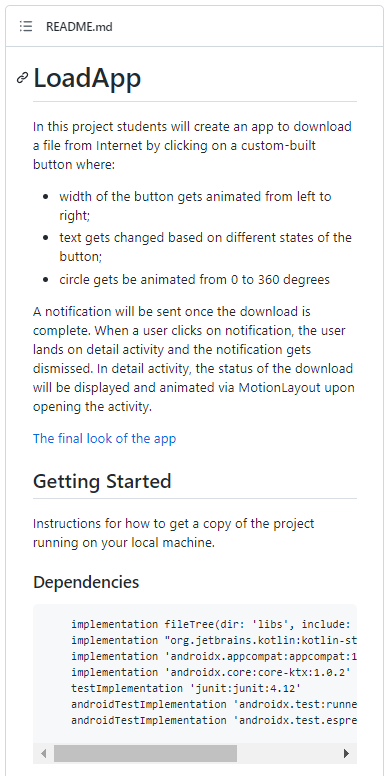 README.md
LoadApp
In this project students will create an app to download
a file from Internet by clicking on a custom-built
button where:
width of the button gets animated from left to
right;
text gets changed based on different states of the
button;
circle gets be animated from 0 to 360 degrees
A notification will be sent once the download is
complete. When a user clicks on notification, the user
lands on detail activity and the notification gets
dismissed. In detail activity, the status of the download
will be displayed and animated via MotionLayout upon
opening the activity.
The final look of the app
Getting Started
Instructions for how to get a copy of the project
running on your local machine.
Dependencies
implementation fileTree(dir: 'libs', include:
implementation "org.jetbrains.kotlin:kotlin-st
implementation 'androidx.appcompat:appcompat:1
implementation 'androidx.core:core-ktx:1.0.2'
testImplementation 'junit:junit:4.12'
androidTestImplementation 'androidx.test:runne
androidTestImplementation 'androidx.test.espre